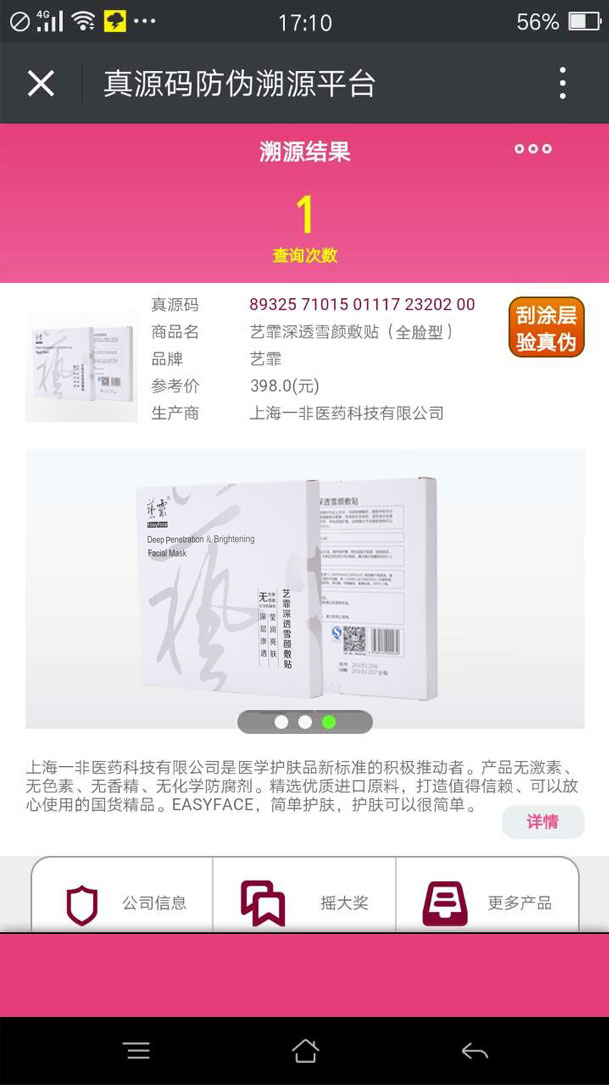 4G 17:10 56%
真源码防伪溯源平台
溯源结果
1
查询次数
真源码 89325 71015 01117 23202 00
商品名 艺霏深透雪颜敷贴（全脸型）
品牌 艺霏
参考价 398.0(元)
生产商 上海一非医药科技有限公司
刮涂层
验真伪
藝霏
EasyFace
Deep Penetration & Brightening
Facial Mask
艺霏深透雪颜敷贴
莹润亮肤
深层渗透
无
深透雪颜敷贴
20151208
20181207
上海一非医药科技有限公司是医学护肤品新标准的积极推动者。产品无激素、
无色素、无香精、无化学防腐剂。精选优质进口原料，打造值得信赖、可以放
心使用的国货精品。EASYFACE，简单护肤，护肤可以很简单。
详情
公司信息
摇大奖
更多产品